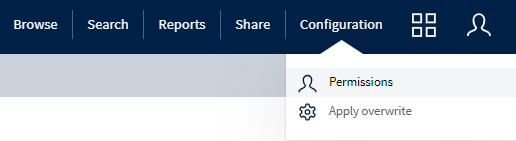 Browse Search Reports Share Configuration
Permissions
Apply overwrite